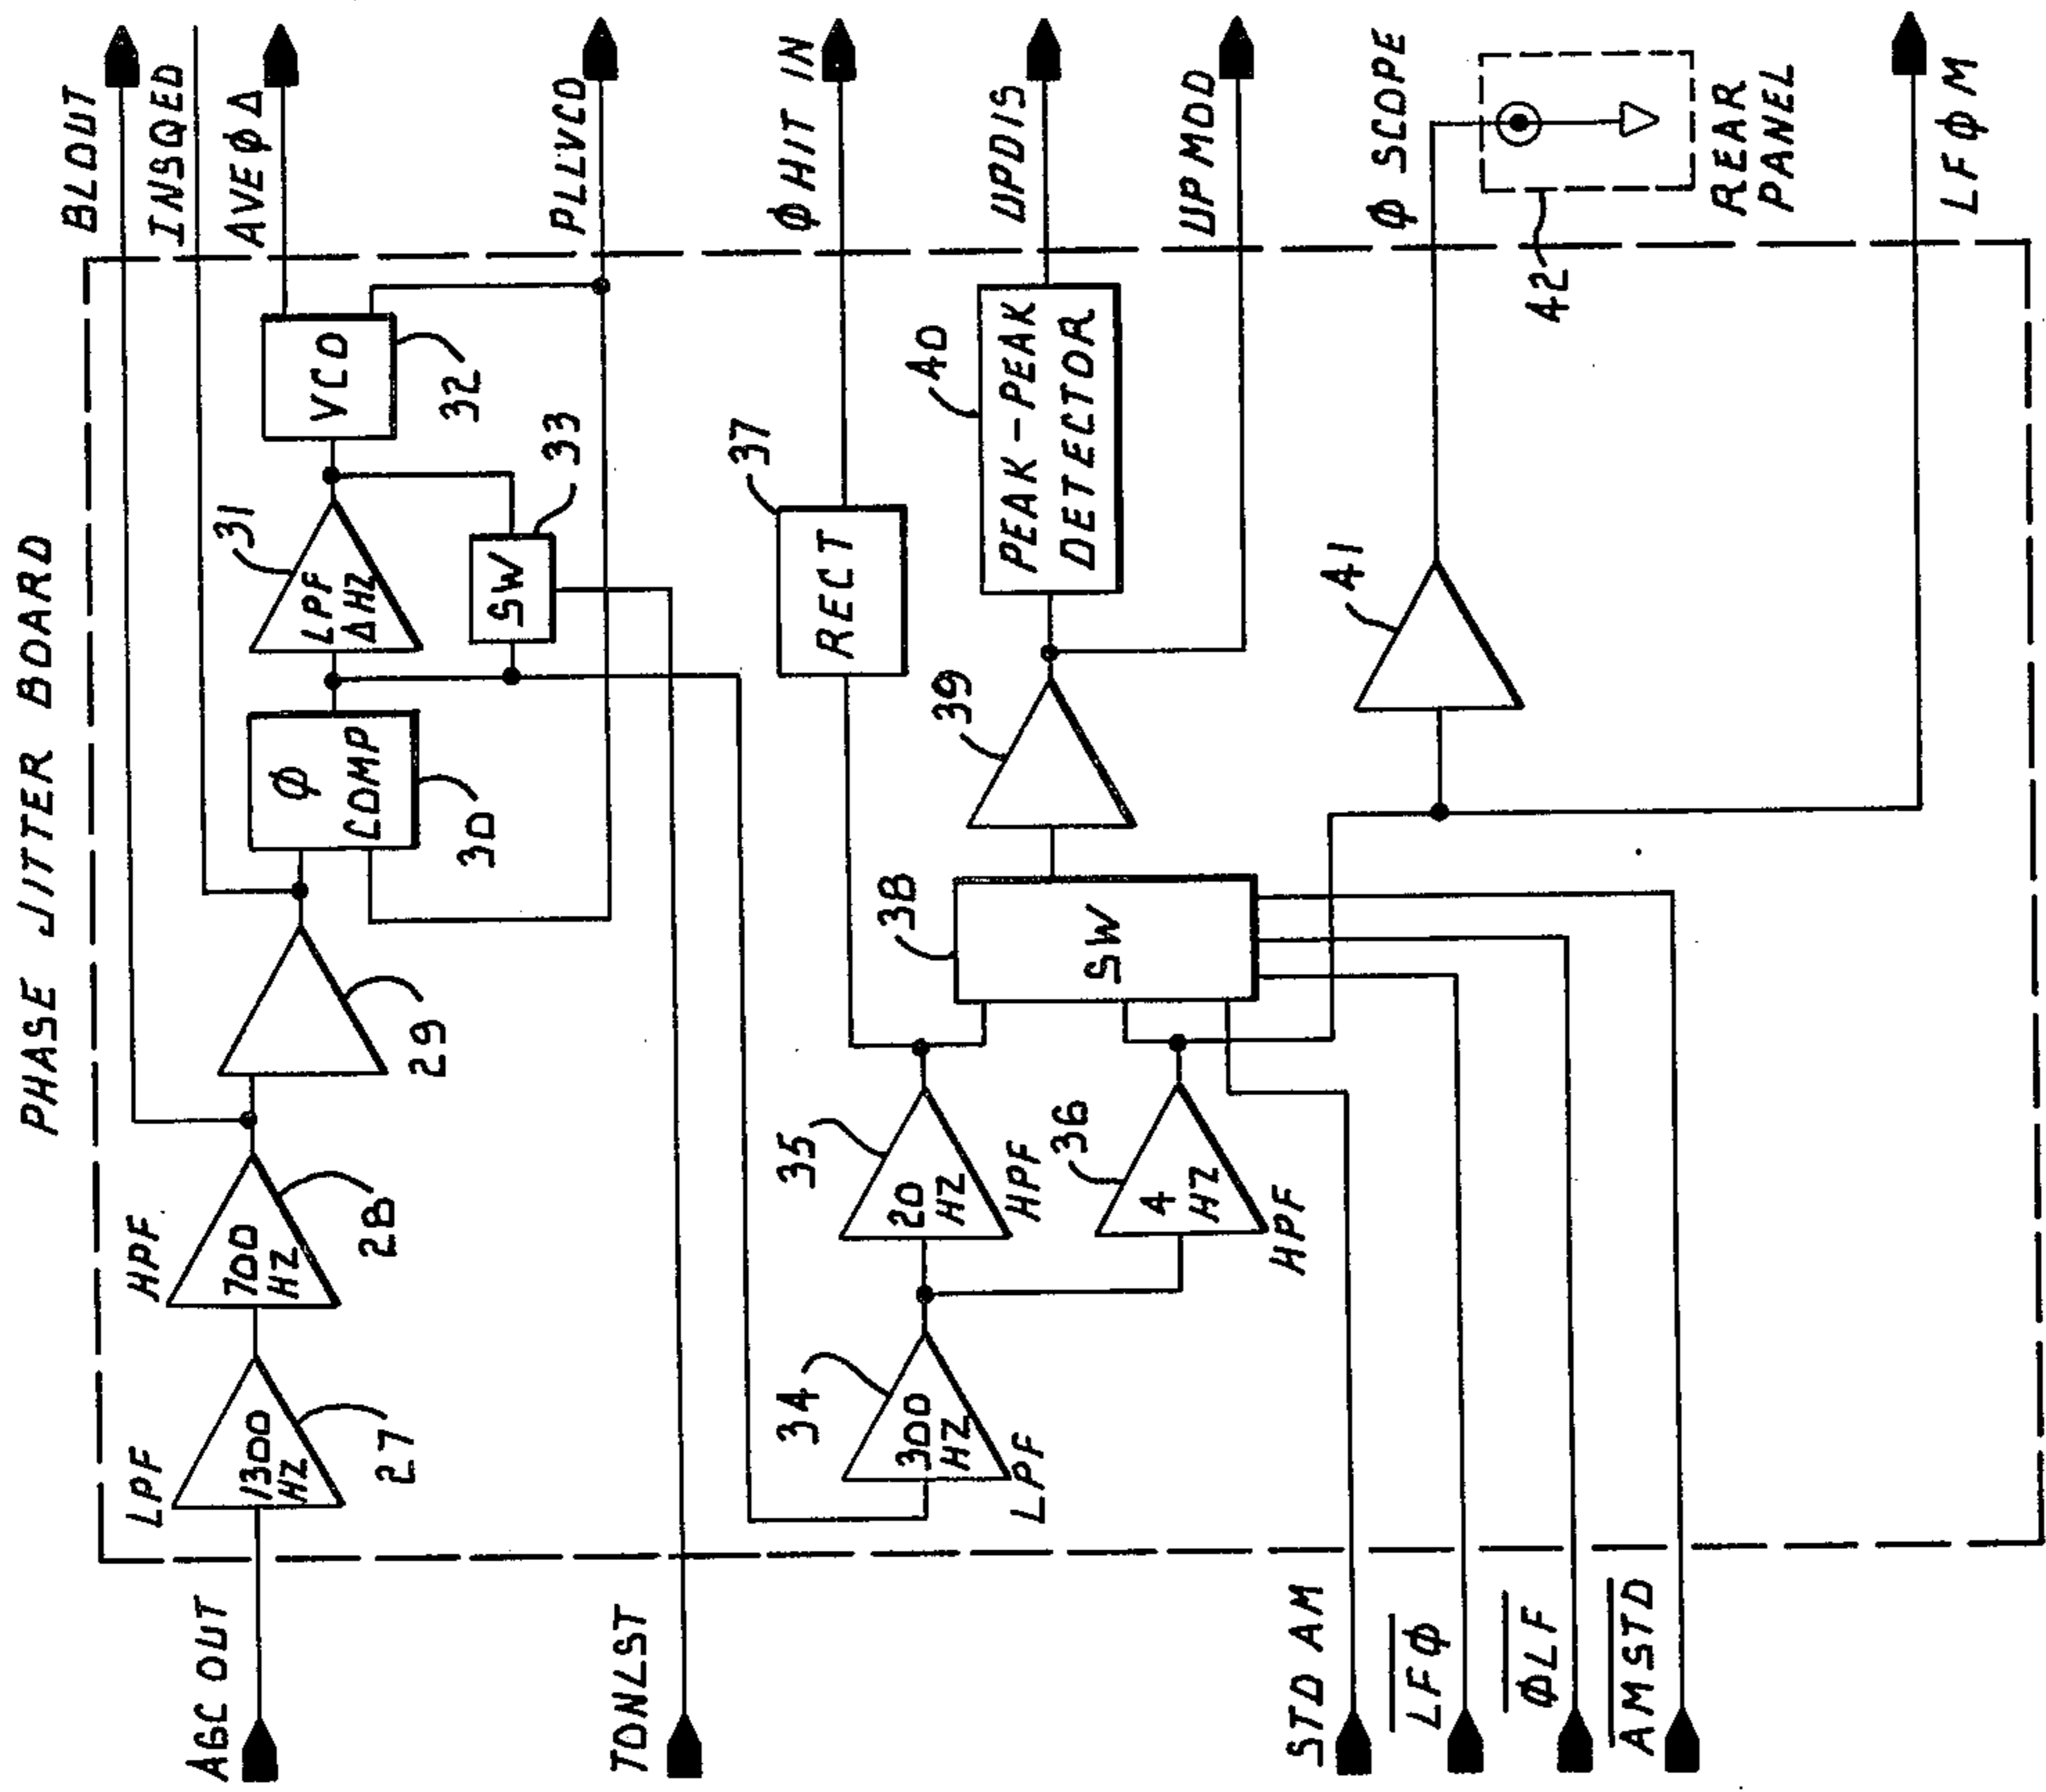 PHASE JITTER BOARD
BLOUT
INSQED
AVE Φ Δ
AGC OUT
LPF
1300
HZ
27
HPF
700
HZ
28
29
Φ
COMP
30
LPF
Δ HZ
31
VCO
32
SW
33
PLLVCO
TONLST
34
300
HZ
LPF
35
20
HZ
HPF
36
4
HZ
HPF
37
RECT
Φ HIT IN
38
SW
39
40
PEAK-PEAK
DETECTOR
UPDIS
UPMOD
41
Φ SCOPE
42
REAR
PANEL
STD AM
LFΦ
ΦLF
AMSTD
LFΦM